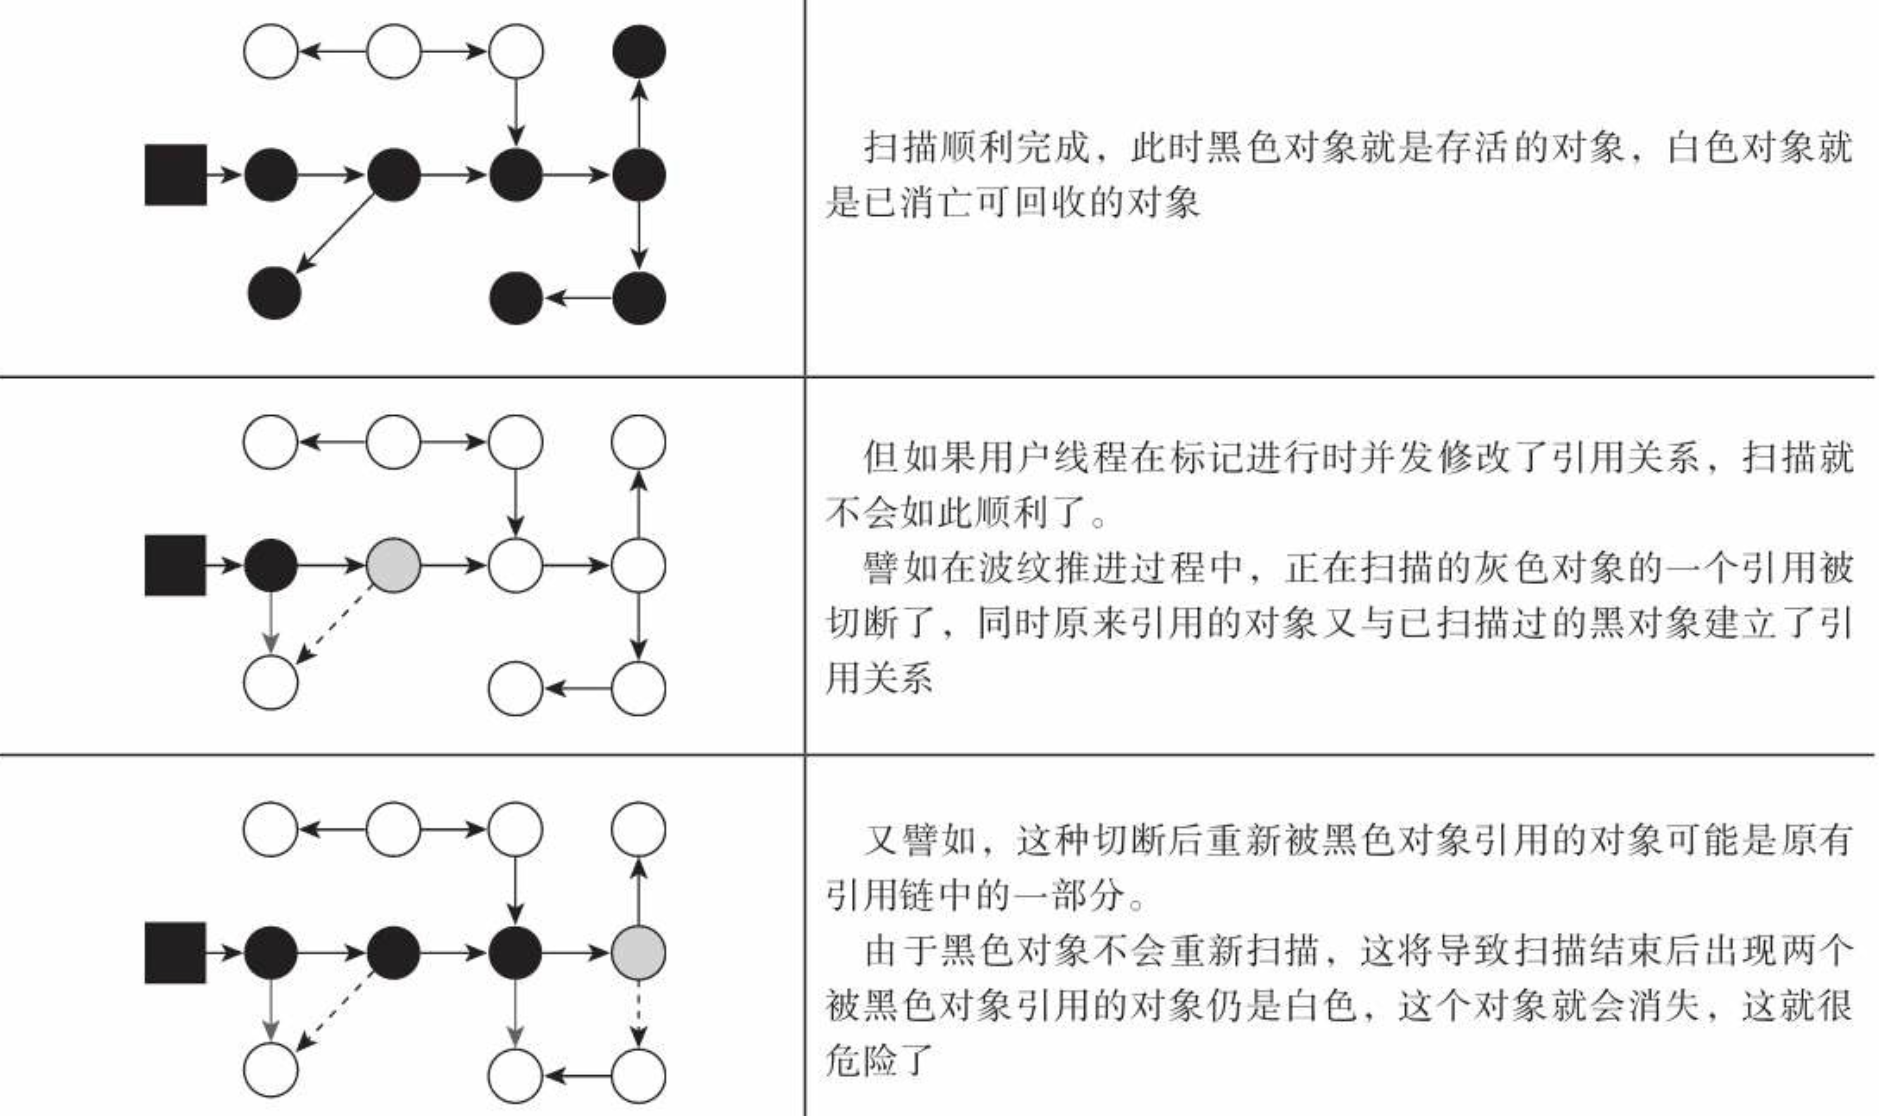 扫描顺利完成，此时黑色对象就是存活的对象，白色对象就
是已消亡可回收的对象
但如果用户线程在标记进行时并发修改了引用关系，扫描就
不会如此顺利了。
譬如在波纹推进过程中，正在扫描的灰色对象的一个引用被
切断了，同时原来引用的对象又与已扫描过的黑对象建立了引
用关系
又譬如，这种切断后重新被黑色对象引用的对象可能是原有
引用链中的一部分。
由于黑色对象不会重新扫描，这将导致扫描结束后出现两个
被黑色对象引用的对象仍是白色，这个对象就会消失，这就很
危险了